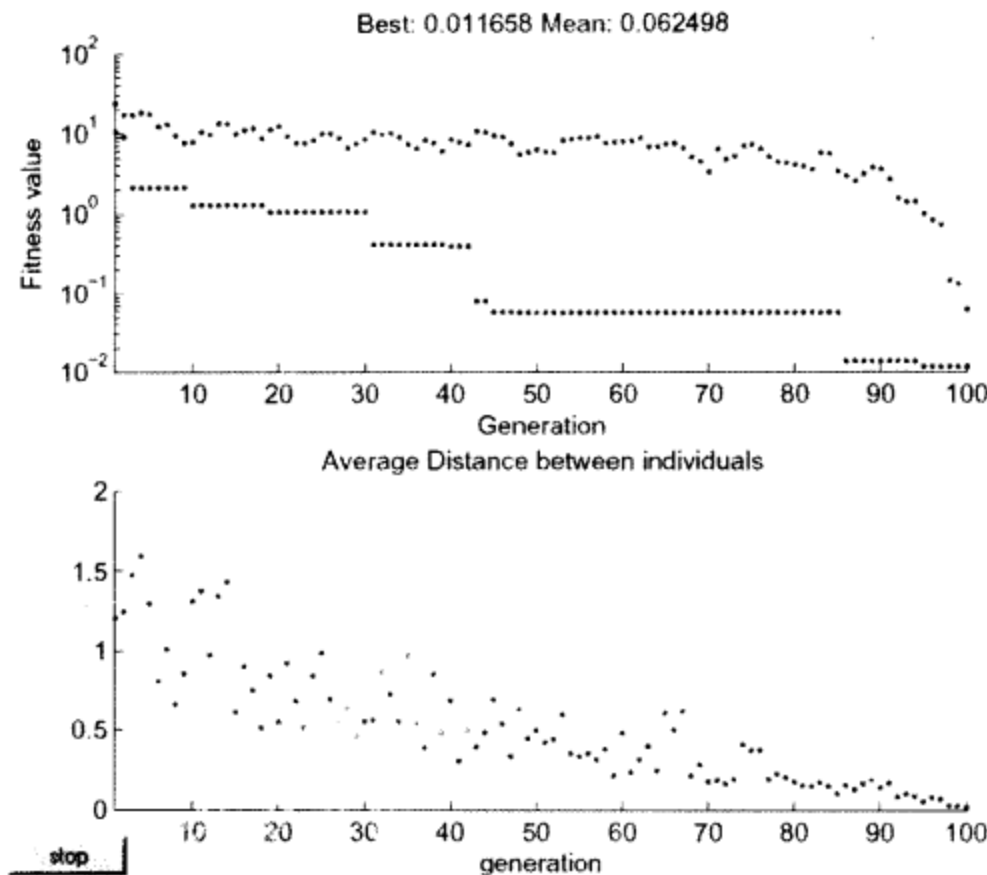 Best: 0.011658 Mean: 0.062498
10^2
10^1
10^0
10^-1
10^-2
Fitness value
10 20 30 40 50 60 70 80 90 100
Generation
Average Distance between individuals
2
1.5
1
0.5
0
10 20 30 40 50 60 70 80 90 100
generation
stop